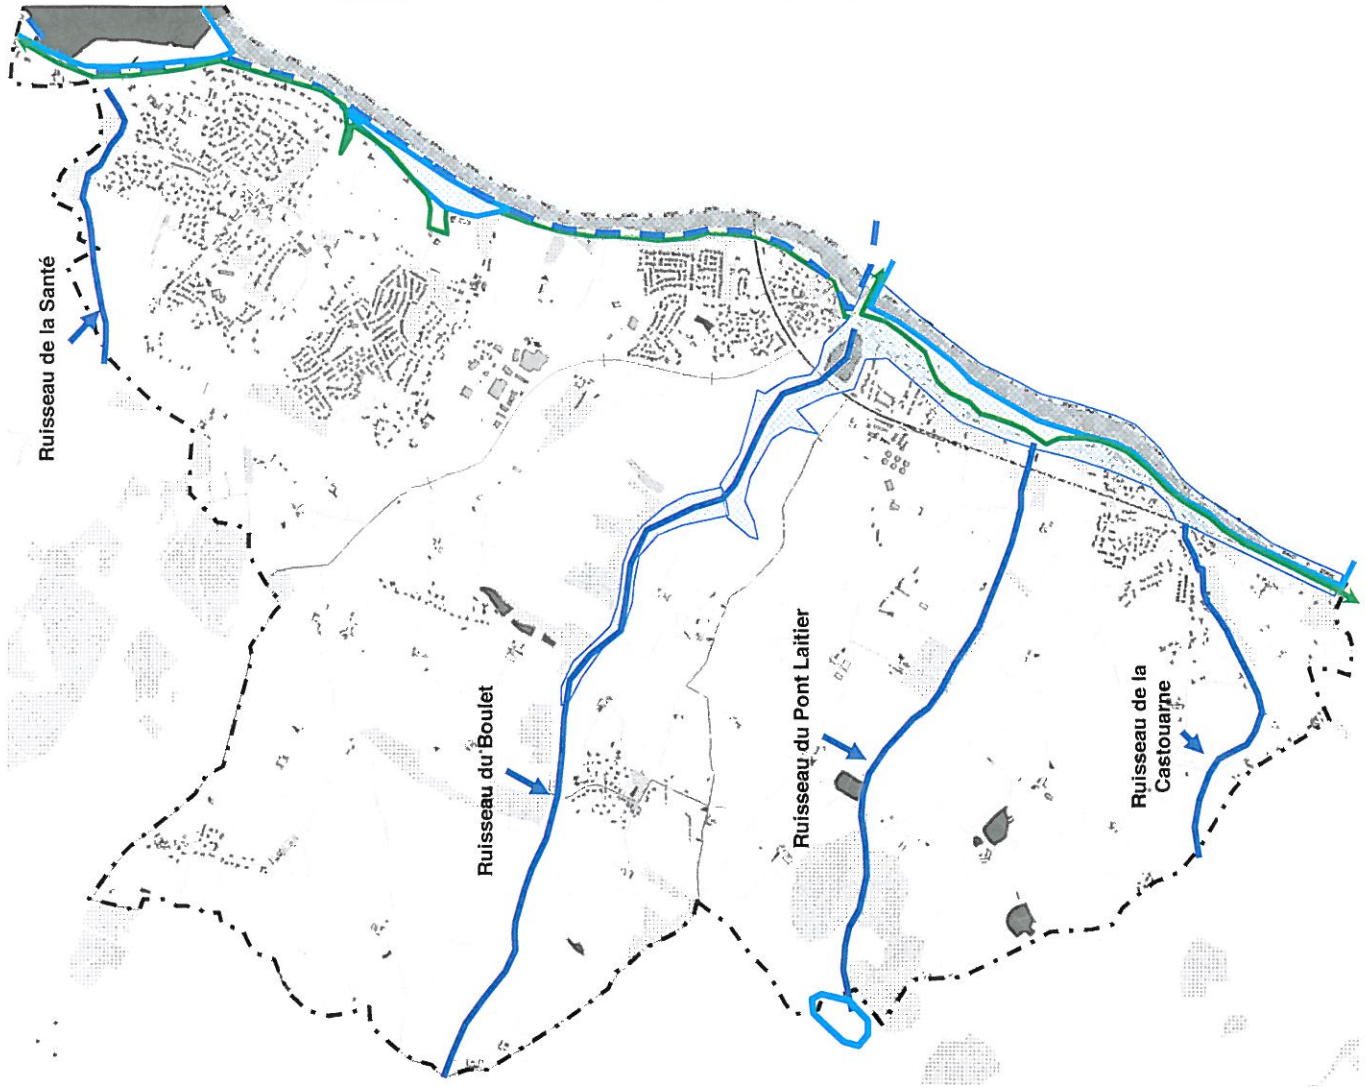 Ruisseau de la Santé
Ruisseau du Boulet
Ruisseau du Pont Laitier
Ruisseau de la
Castouarne